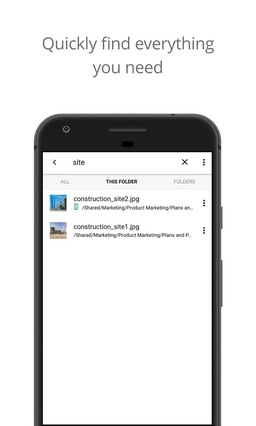 Quickly find everything
you need
site
ALL THIS FOLDER FOLDERS
construction_site2.jpg
/Shared/Marketing/Product Marketing/Plans an...
construction_site1.jpg
/Shared/Marketing/Product Marketing/Plans and P...